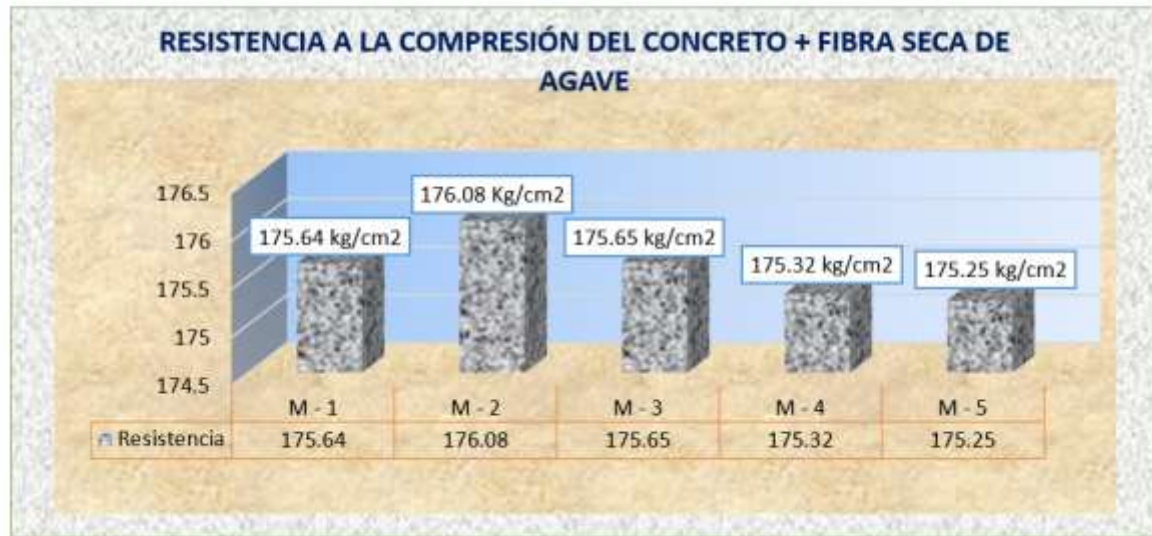 RESISTENCIA A LA COMPRESIÓN DEL CONCRETO + FIBRA SECA DE
AGAVE
176.5
176
175.5
175
174.5
175.64 kg/cm2
176.08 Kg/cm2
175.65 kg/cm2
175.32 kg/cm2
175.25 kg/cm2
M - 1 M - 2 M - 3 M - 4 M - 5
Resistencia 175.64 176.08 175.65 175.32 175.25